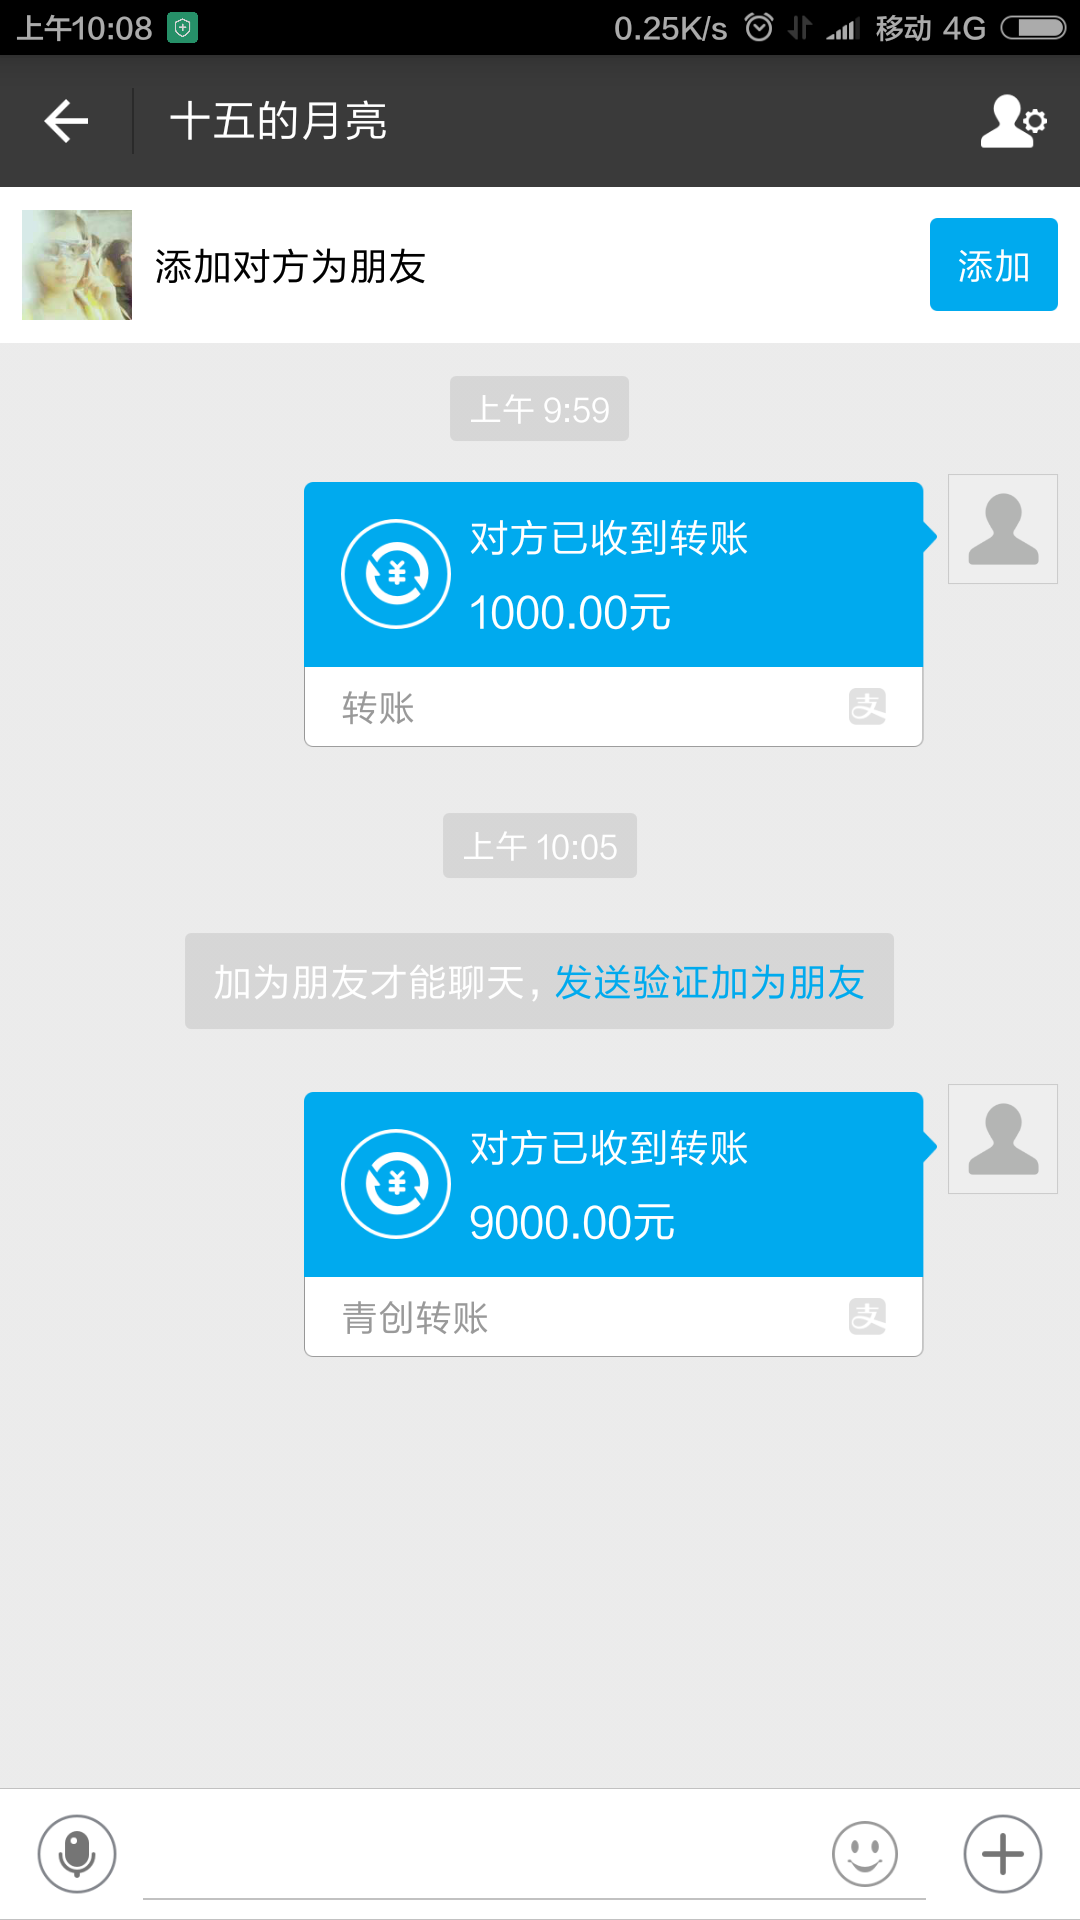 上午10:08 0.25K/s 移动 4G
十五的月亮
添加对方为朋友 添加
上午 9:59
对方已收到转账
1000.00元
转账
支
上午 10:05
加为朋友才能聊天，发送验证加为朋友
对方已收到转账
9000.00元
青创转账
支